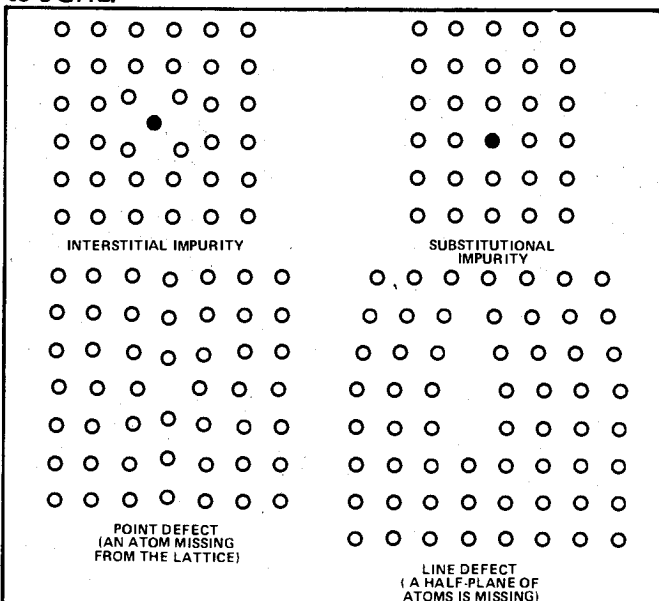 INTERSTITIAL IMPURITY
SUBSTITUTIONAL
IMPURITY
POINT DEFECT
(AN ATOM MISSING
FROM THE LATTICE)
LINE DEFECT
( A HALF-PLANE OF
ATOMS IS MISSING)